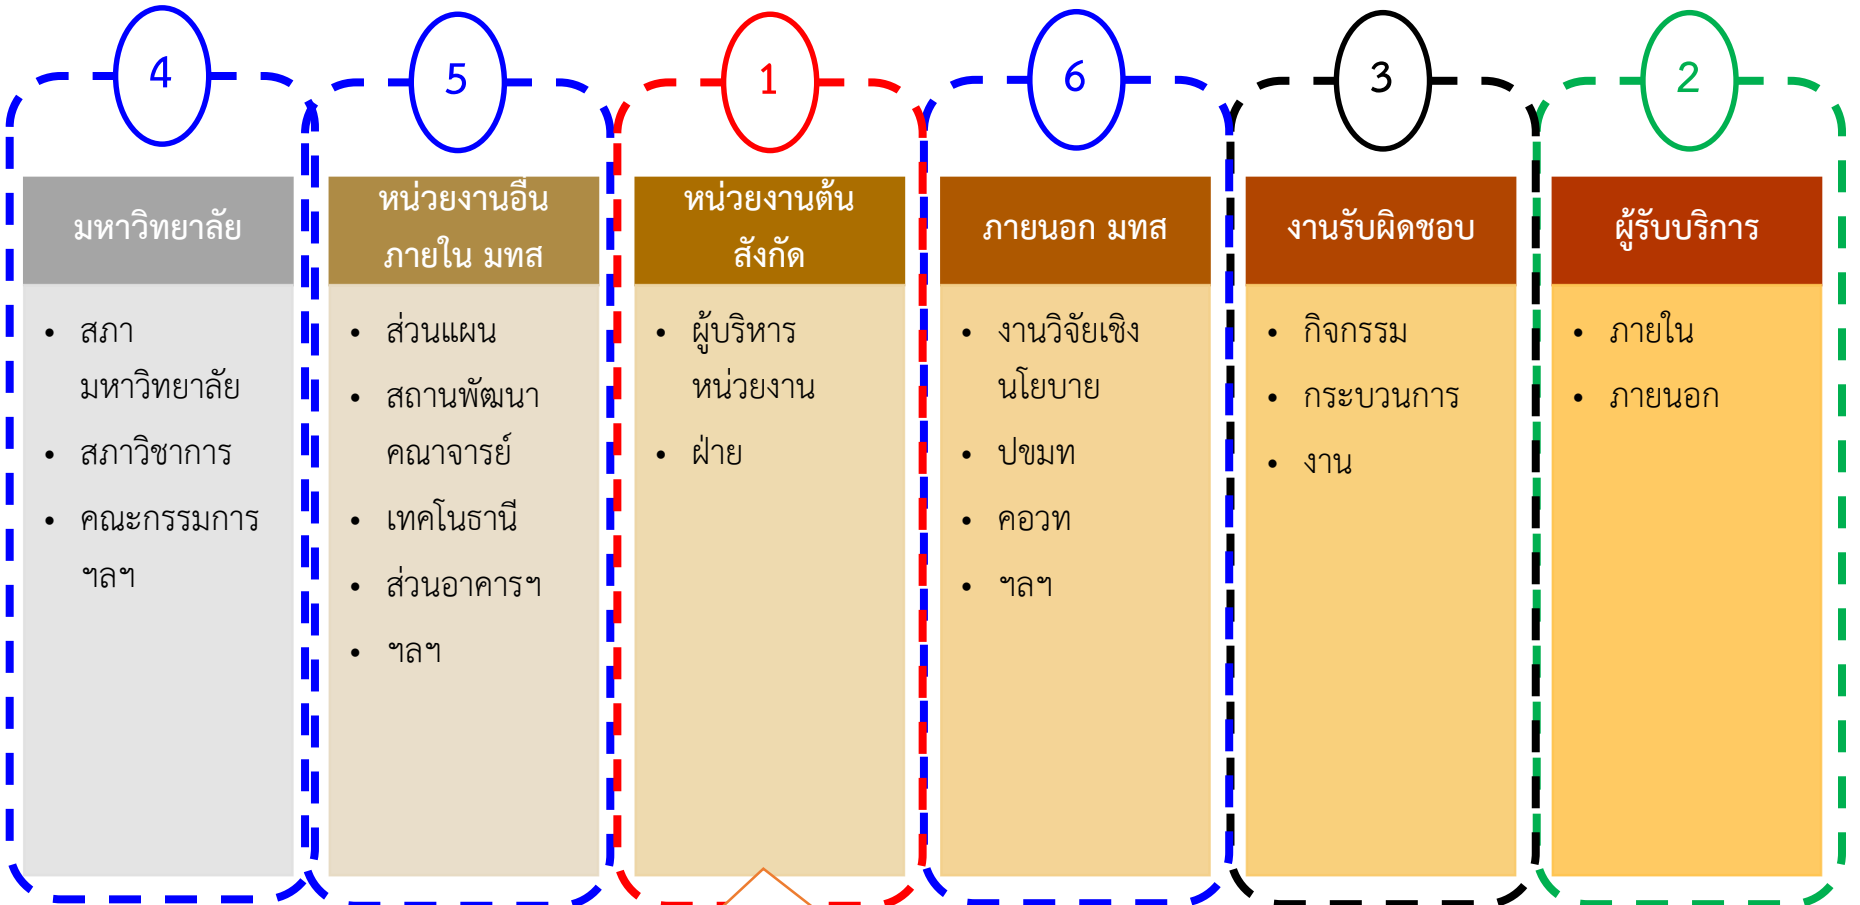 4
มหาวิทยาลัย
• สภา
มหาวิทยาลัย
• สภาวิชาการ
• คณะกรรมการ
ฯลฯ
5
หน่วยงานอื่น
ภายใน มทส
• ส่วนแผน
• สถานพัฒนา
คณาจารย์
• เทคโนธานี
• ส่วนอาคารฯ
• ฯลฯ
1
หน่วยงานต้น
สังกัด
• ผู้บริหาร
หน่วยงาน
• ฝ่าย
6
ภายนอก มทส
• งานวิจัยเชิง
นโยบาย
• ปขมท
• คอวท
• ฯลฯ
3
งานรับผิดชอบ
• กิจกรรม
• กระบวนการ
• งาน
2
ผู้รับบริการ
• ภายใน
• ภายนอก